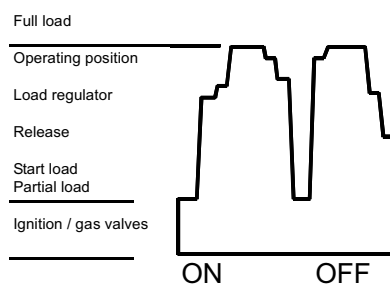 Full load
Operating position
Load regulator
Release
Start load
Partial load
Ignition / gas valves
ON OFF